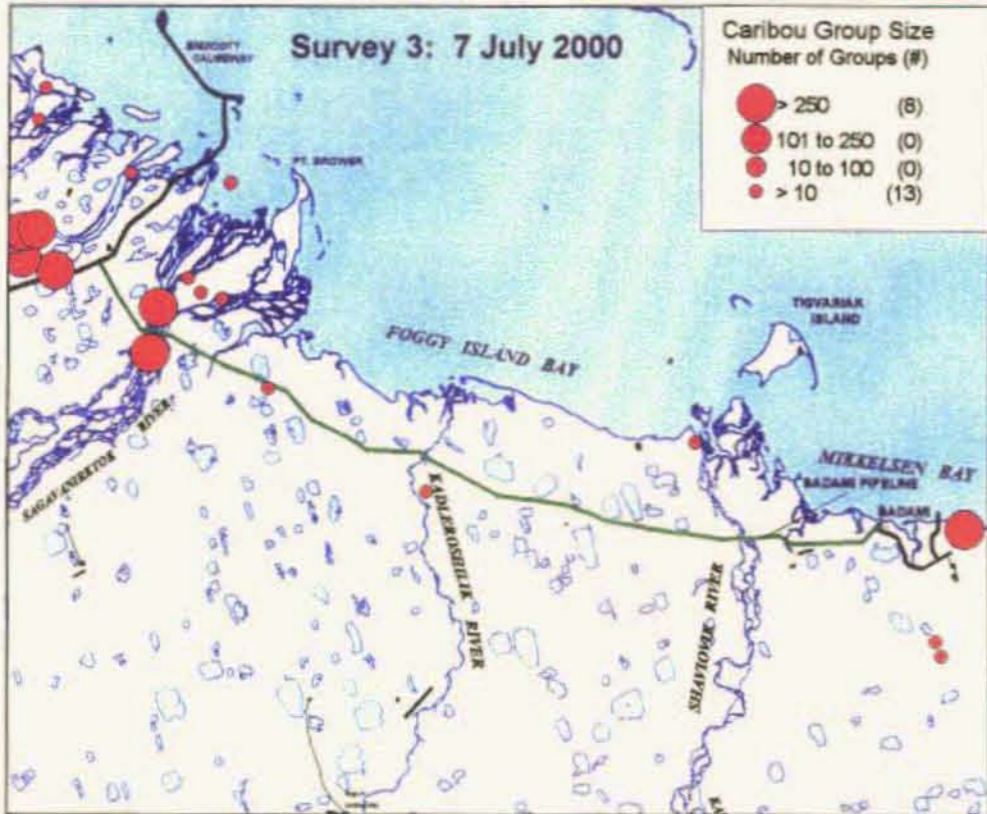 Survey 3: 7 July 2000
Caribou Group Size
Number of Groups (#)
> 250 (8)
101 to 250 (0)
10 to 100 (0)
> 10 (13)
ENDICOTT
CAUSEWAY
PT. BROWER
TIGVARIAK
ISLAND
FOGGY ISLAND BAY
MIKKELSEN BAY
BADAMI PIPELINE
BADAMI
SAGAVANIRKTOK RIVER
KADLEROSHILIK RIVER
SHAVIOVIK RIVER